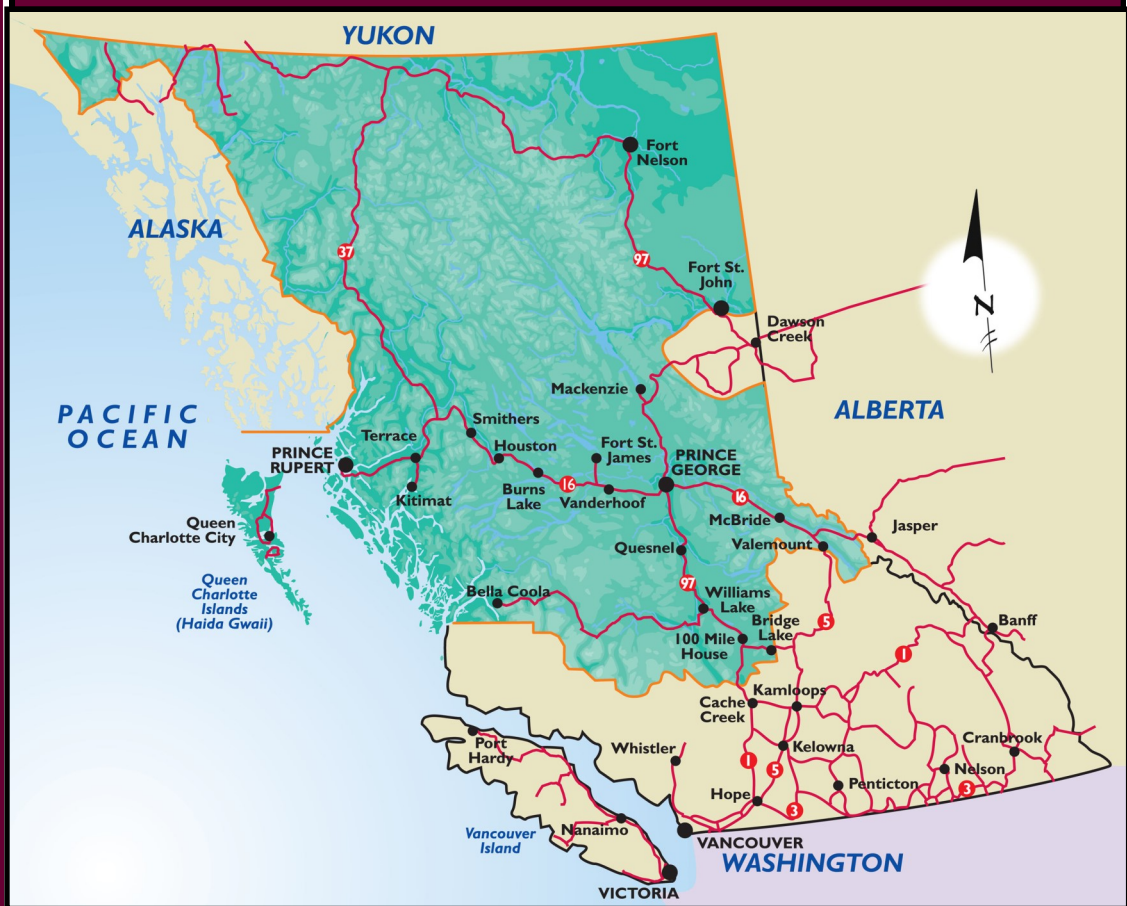 YUKON
Fort
Nelson
ALASKA
37
97
Fort St.
John
N
Dawson
Creek
Mackenzie
ALBERTA
PACIFIC
OCEAN
Smithers
Terrace
Houston
Fort St.
James
PRINCE
RUPERT
PRINCE
GEORGE
16
16
Kitimat
Burns
Lake
Vanderhoof
McBride
Jasper
Queen
Charlotte City
Quesnel
Valemount
Queen
Charlotte
Islands
(Haida Gwaii)
97
Bella Coola
Williams
Lake
5
Bridge
Lake
Banff
100 Mile
House
1
Kamloops
Cache
Creek
Port
Hardy
Whistler
Kelowna
Cranbrook
1
5
Nelson
Penticton
3
Hope
3
Nanaimo
Vancouver
Island
VANCOUVER
WASHINGTON
VICTORIA